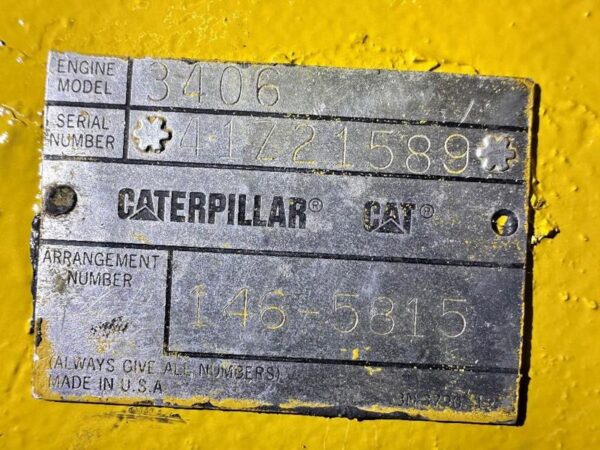 ENGINE MODEL 3406
SERIAL NUMBER *41Z21589*
CATERPILLAR® CAT®
ARRANGEMENT NUMBER 146-5815
(ALWAYS GIVE ALL NUMBERS)
MADE IN U.S.A